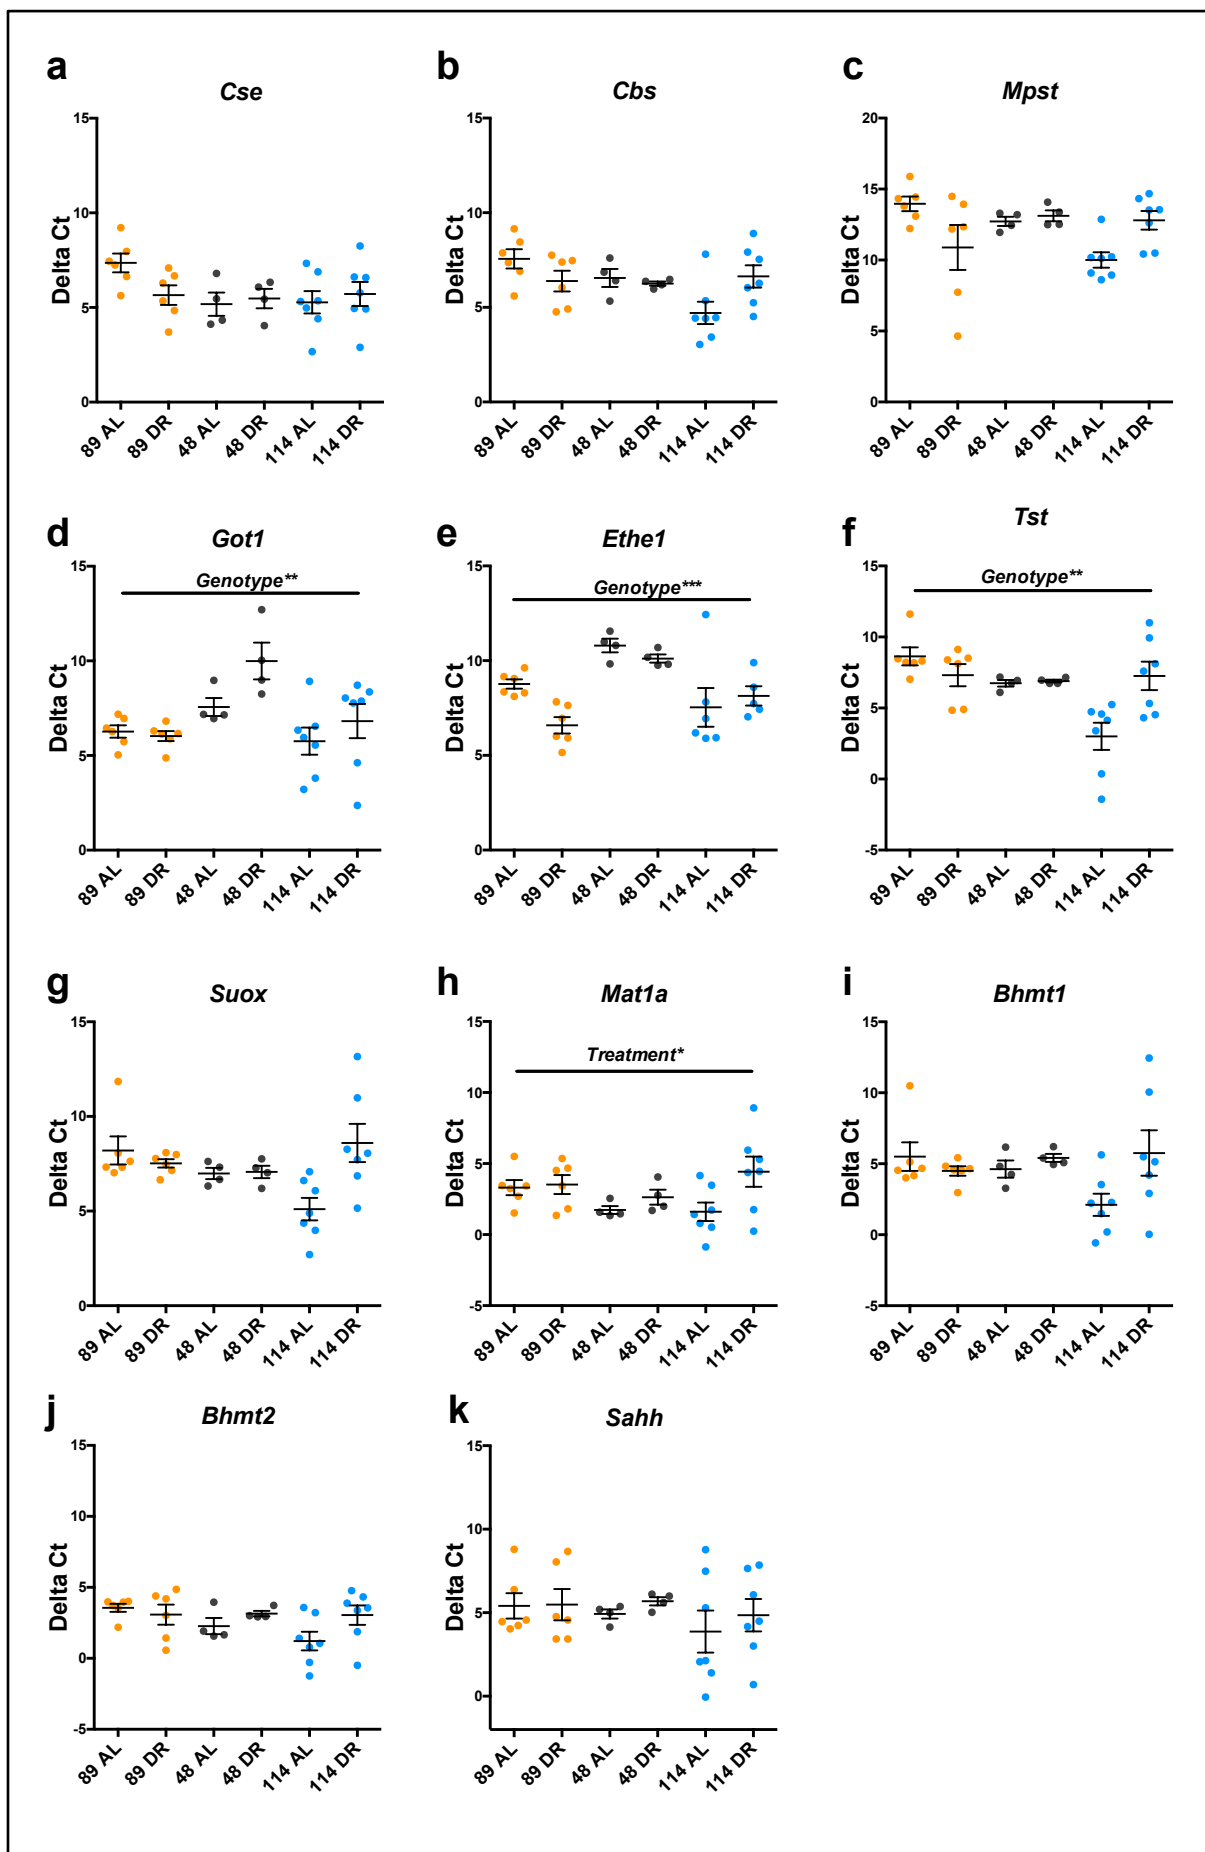 a
Cse
Delta Ct
15
10
5
0
89 AL
89 DR
48 AL
48 DR
114 AL
114 DR
b
Cbs
Delta Ct
15
10
5
0
89 AL
89 DR
48 AL
48 DR
114 AL
114 DR
c
Mpst
Delta Ct
20
15
10
5
0
89 AL
89 DR
48 AL
48 DR
114 AL
114 DR
d
Got1
Genotype**
Delta Ct
15
10
5
0
89 AL
89 DR
48 AL
48 DR
114 AL
114 DR
e
Ethe1
Genotype***
Delta Ct
15
10
5
0
89 AL
89 DR
48 AL
48 DR
114 AL
114 DR
f
Tst
Genotype**
Delta Ct
15
10
5
0
-5
89 AL
89 DR
48 AL
48 DR
114 AL
114 DR
g
Suox
Delta Ct
15
10
5
0
89 AL
89 DR
48 AL
48 DR
114 AL
114 DR
h
Mat1a
Treatment*
Delta Ct
15
10
5
0
-5
89 AL
89 DR
48 AL
48 DR
114 AL
114 DR
i
Bhmt1
Delta Ct
15
10
5
0
-5
89 AL
89 DR
48 AL
48 DR
114 AL
114 DR
j
Bhmt2
Delta Ct
15
10
5
0
-5
89 AL
89 DR
48 AL
48 DR
114 AL
114 DR
k
Sahh
Delta Ct
15
10
5
0
89 AL
89 DR
48 AL
48 DR
114 AL
114 DR